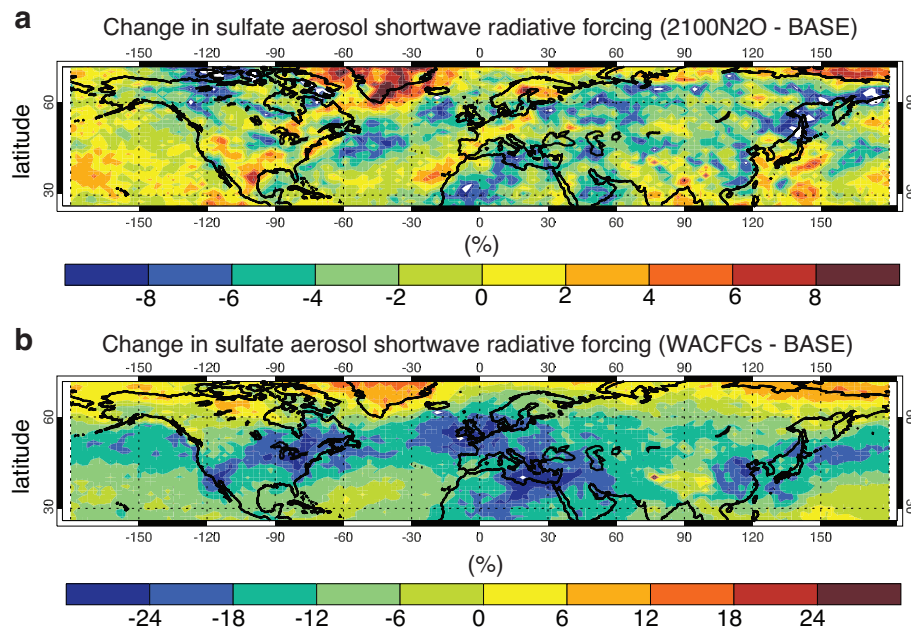 a
Change in sulfate aerosol shortwave radiative forcing (2100N2O - BASE)
-150 -120 -90 -60 -30 0 30 60 90 120 150
latitude
60 60
30 30
-150 -120 -90 -60 -30 0 30 60 90 120 150
(%)
-8 -6 -4 -2 0 2 4 6 8
b
Change in sulfate aerosol shortwave radiative forcing (WACFCs - BASE)
-150 -120 -90 -60 -30 0 30 60 90 120 150
latitude
60 60
30 30
-150 -120 -90 -60 -30 0 30 60 90 120 150
(%)
-24 -18 -12 -6 0 6 12 18 24